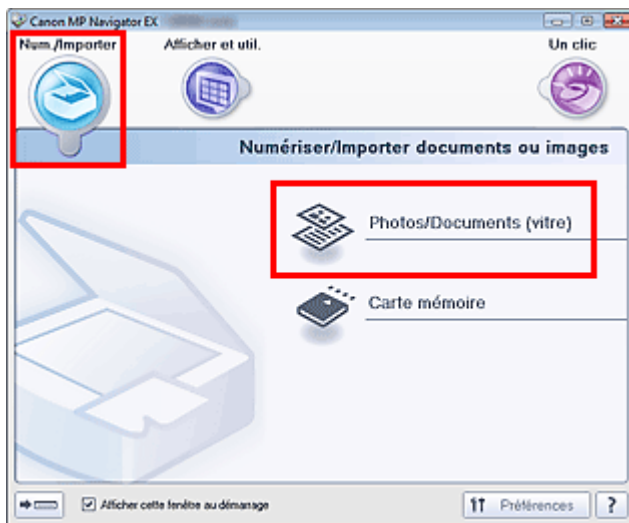 Canon MP Navigator EX
Num./Importer
Afficher et util.
Un clic
Numériser/Importer documents ou images
Photos/Documents (vitre)
Carte mémoire
Afficher cette fenêtre au démarrage
Préférences
?